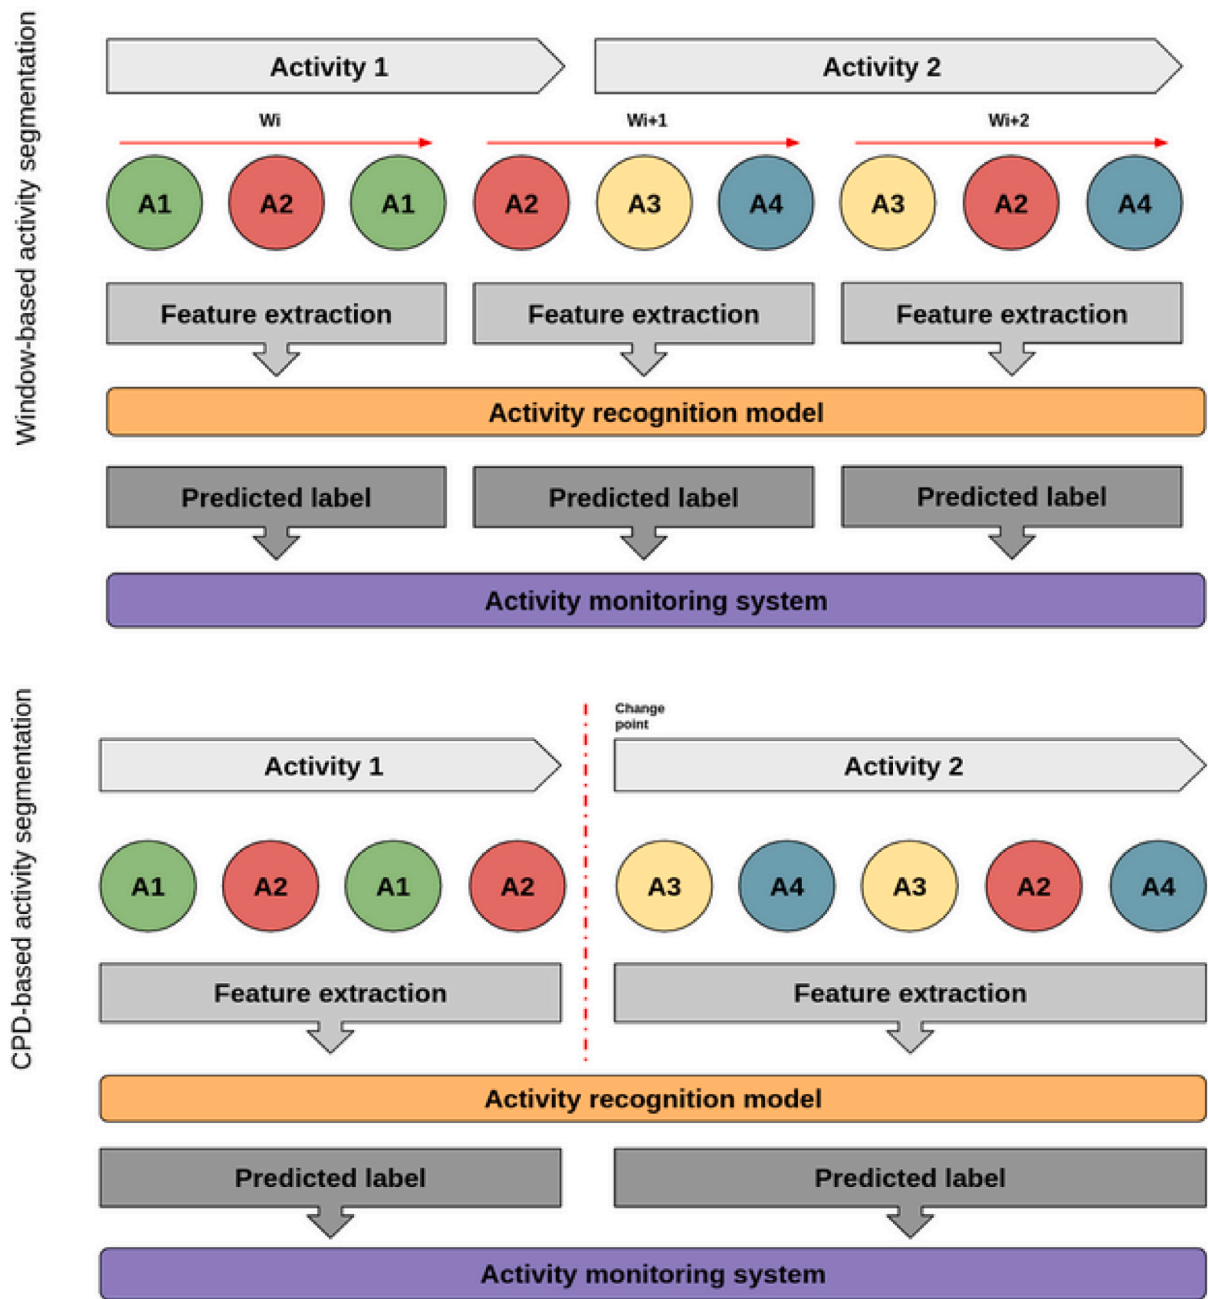 Window-based activity segmentation
Activity 1
Activity 2
Wi
Wi+1
Wi+2
A1
A2
A1
A2
A3
A4
A3
A2
A4
Feature extraction
Feature extraction
Feature extraction
Activity recognition model
Predicted label
Predicted label
Predicted label
Activity monitoring system
CPD-based activity segmentation
Change
point
Activity 1
Activity 2
A1
A2
A1
A2
A3
A4
A3
A2
A4
Feature extraction
Feature extraction
Activity recognition model
Predicted label
Predicted label
Activity monitoring system